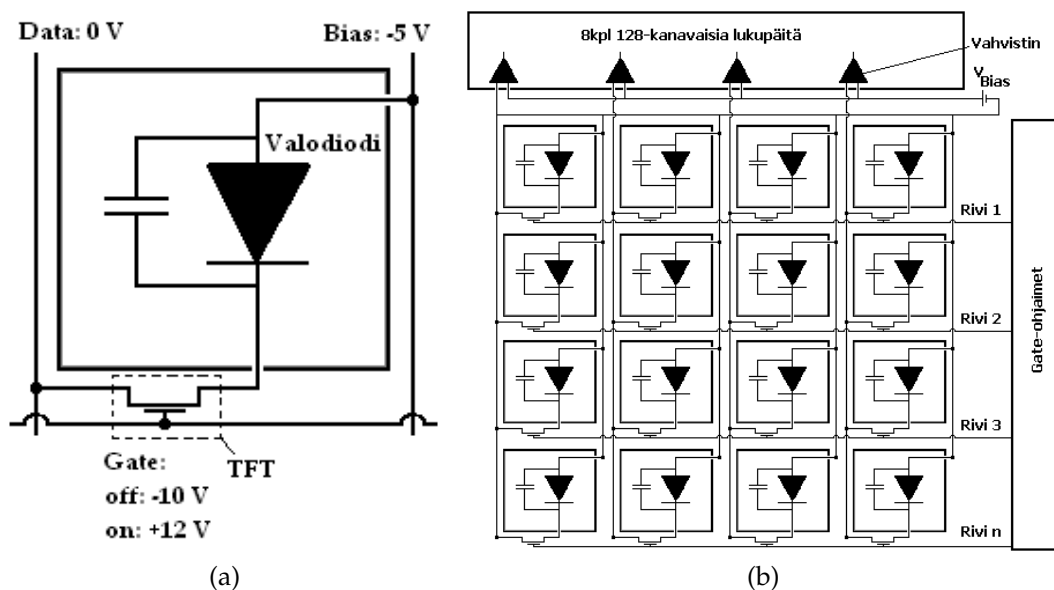 Data: 0 V
Bias: -5 V
Valodiodi
TFT
Gate:
off: -10 V
on: +12 V
(a)
8kpl 128-kanavaisia lukupäitä
Vahvistin
V
Bias
Rivi 1
Rivi 2
Rivi 3
Rivi n
Gate-ohjaimet
(b)